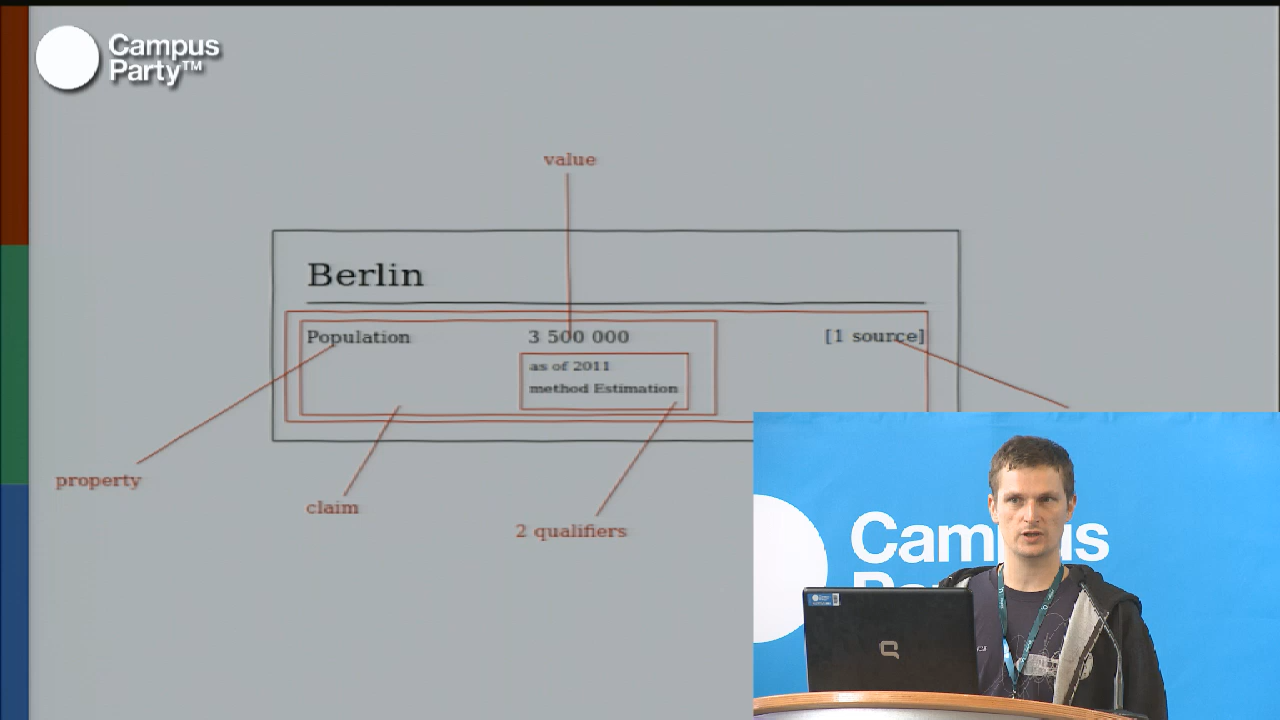 Campus
Party™
value
Berlin
Population 3 500 000 [1 source]
as of 2011
method Estimation
property
claim
2 qualifiers
Campus